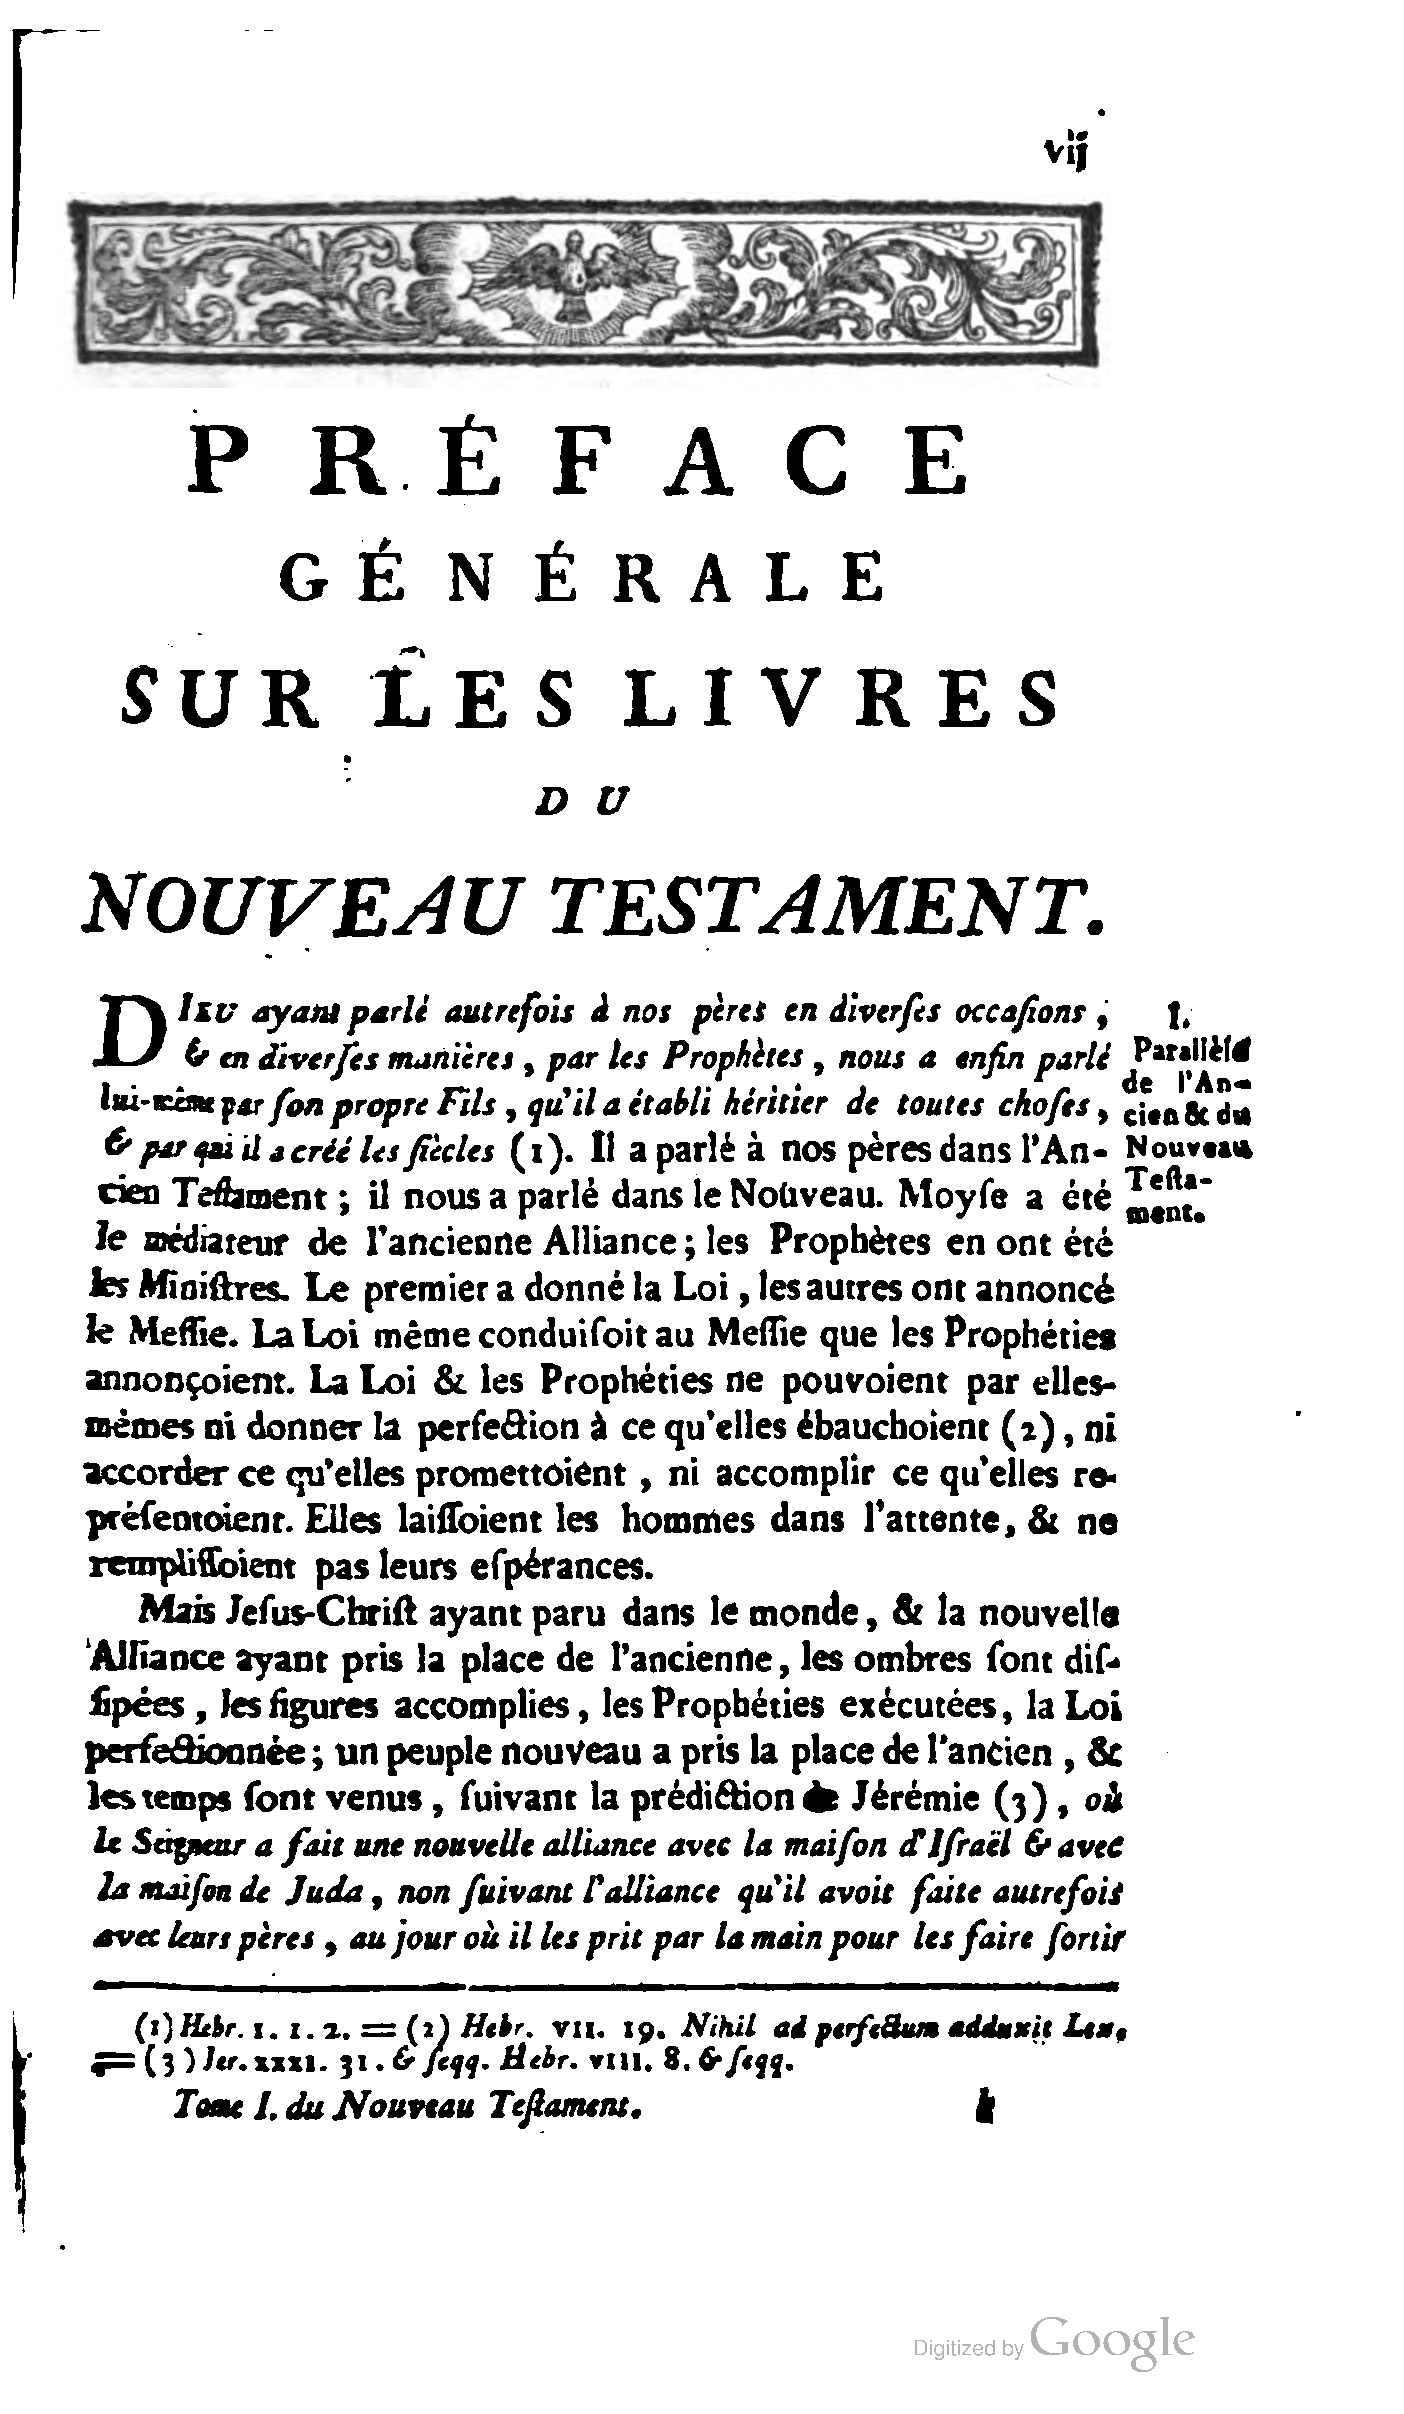 vij
PRÉFACE
GÉNÉRALE
SUR LES LIVRES
DU
NOUVEAU TESTAMENT.
DIEU ayant parlé autrefois à nos pères en diverſes occaſions,
& en diverſes manières, par les Prophètes, nous a enfin parlé
lui-même par ſon propre Fils, qu'il a établi héritier de toutes choſes,
& par qui il a créé les ſiècles (1). Il a parlé à nos pères dans l'An-
cien Teſtament; il nous a parlé dans le Nouveau. Moyſe a été
le médiateur de l'ancienne Alliance; les Prophètes en ont été
les Miniſtres. Le premier a donné la Loi, les autres ont annoncé
le Meſſie. La Loi même conduiſoit au Meſſie que les Prophéties
annonçoient. La Loi & les Prophéties ne pouvoient par elles-
mêmes ni donner la perfection à ce qu'elles ébauchoient (2), ni
accorder ce qu'elles promettoient, ni accomplir ce qu'elles re-
préſentoient. Elles laiſſoient les hommes dans l'attente, & ne
rempliſſoient pas leurs eſpérances.
Mais Jeſus-Chriſt ayant paru dans le monde, & la nouvelle
Alliance ayant pris la place de l'ancienne, les ombres ſont diſ-
ſipées, les figures accomplies, les Prophéties exécutées, la Loi
perfectionnée; un peuple nouveau a pris la place de l'ancien, &
les temps ſont venus, ſuivant la prédiction de Jérémie (3), où
le Seigneur a fait une nouvelle alliance avec la maiſon d'Iſraël & avec
la maiſon de Juda, non ſuivant l'alliance qu'il avoit faite autrefois
avec leurs pères, au jour où il les prit par la main pour les faire ſortir
I.
Parallèle
de l'An-
cien & du
Nouveau
Teſta-
ment.
(1) Hebr. I. 1. 2. = (2) Hebr. VII. 19. Nihil ad perfectum adduxit Lex.
= (3) Jer. XXXI. 31. & ſeqq. Hebr. VIII. 8. & ſeqq.
Tome I. du Nouveau Teſtament.
Digitized by Google